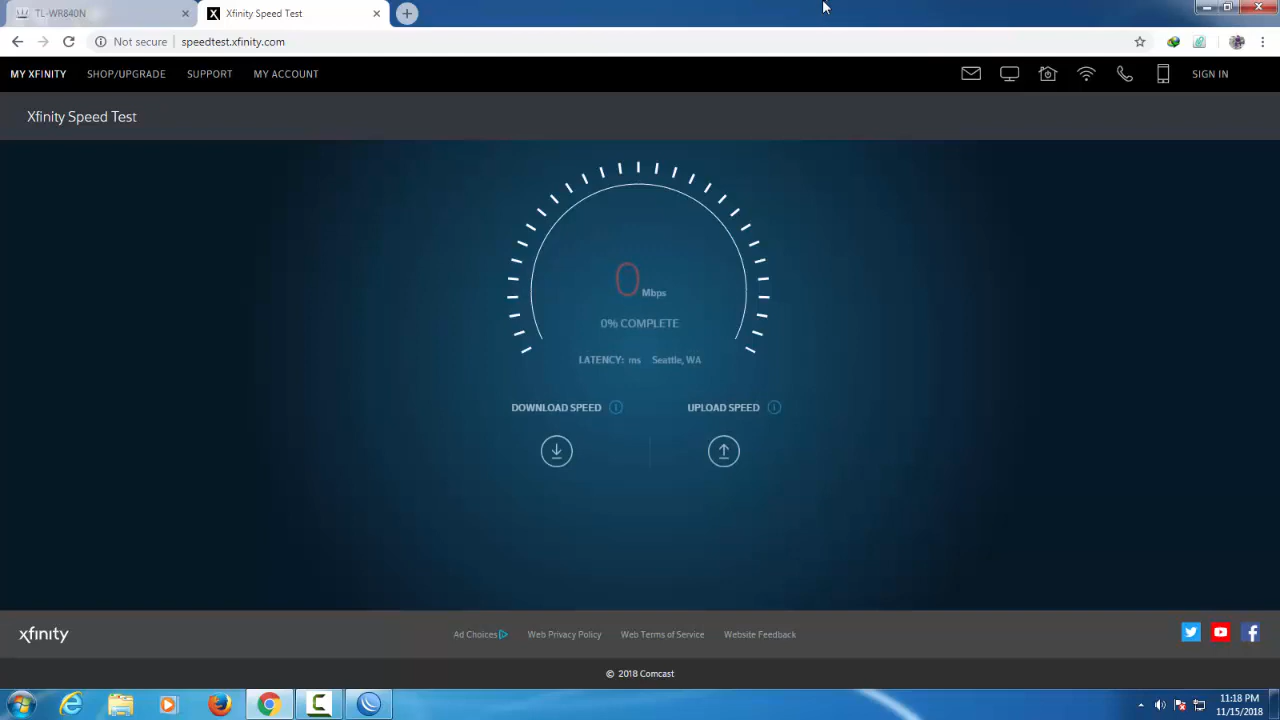 TL-WR840N
Xfinity Speed Test
Not secure
speedtest.xfinity.com
MY XFINITY
SHOP/UPGRADE
SUPPORT
MY ACCOUNT
SIGN IN
Xfinity Speed Test
0 Mbps
0% COMPLETE
LATENCY: ms Seattle, WA
DOWNLOAD SPEED
UPLOAD SPEED
xfinity
Ad Choices
Web Privacy Policy
Web Terms of Service
Website Feedback
© 2018 Comcast
11:18 PM
11/15/2018